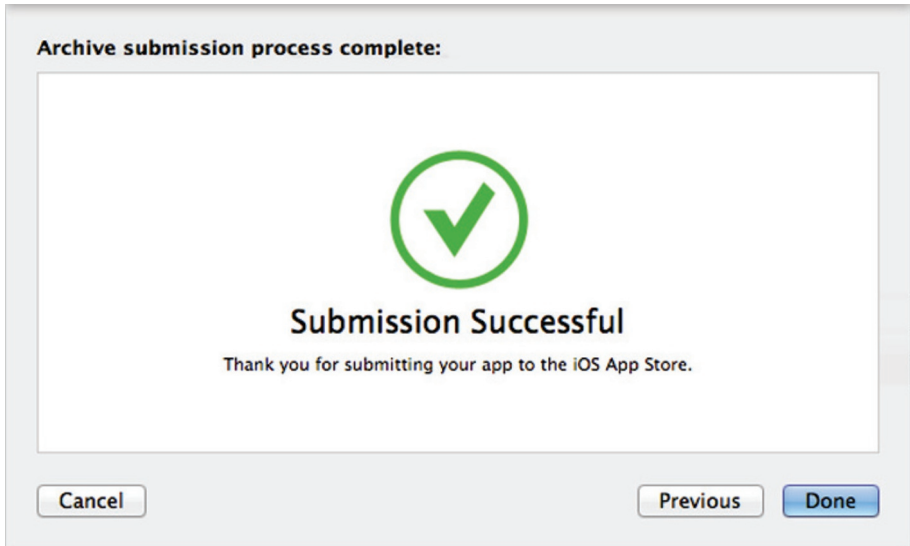 Archive submission process complete:
Submission Successful
Thank you for submitting your app to the iOS App Store.
Cancel
Previous
Done